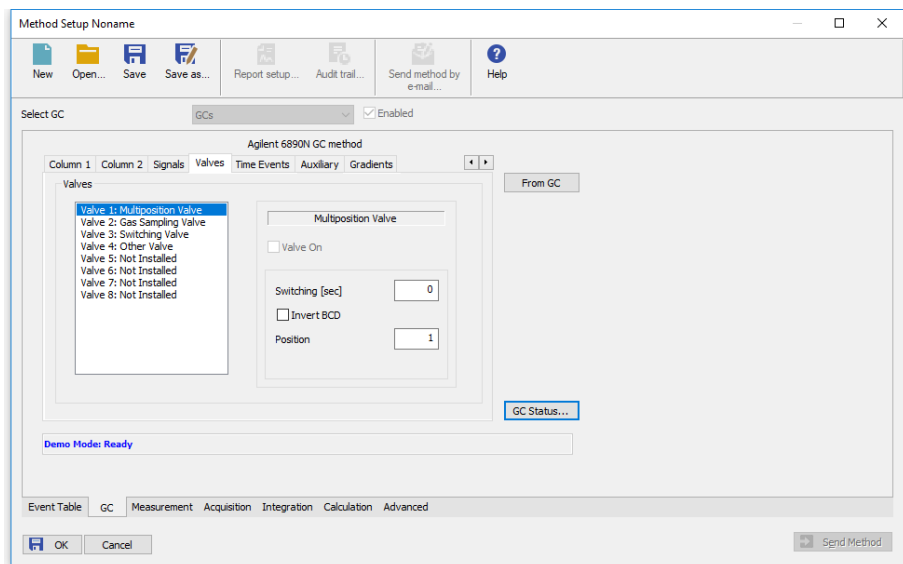 Method Setup Noname
New Open... Save Save as... Report setup... Audit trail... Send method by e-mail... Help
Select GC GCs Enabled
Agilent 6890N GC method
Column 1 Column 2 Signals Valves Time Events Auxiliary Gradients
From GC
Valves
Valve 1: Multiposition Valve
Valve 2: Gas Sampling Valve
Valve 3: Switching Valve
Valve 4: Other Valve
Valve 5: Not Installed
Valve 6: Not Installed
Valve 7: Not Installed
Valve 8: Not Installed
Multiposition Valve
Valve On
Switching [sec] 0
Invert BCD
Position 1
GC Status...
Demo Mode: Ready
Event Table GC Measurement Acquisition Integration Calculation Advanced
OK Cancel Send Method